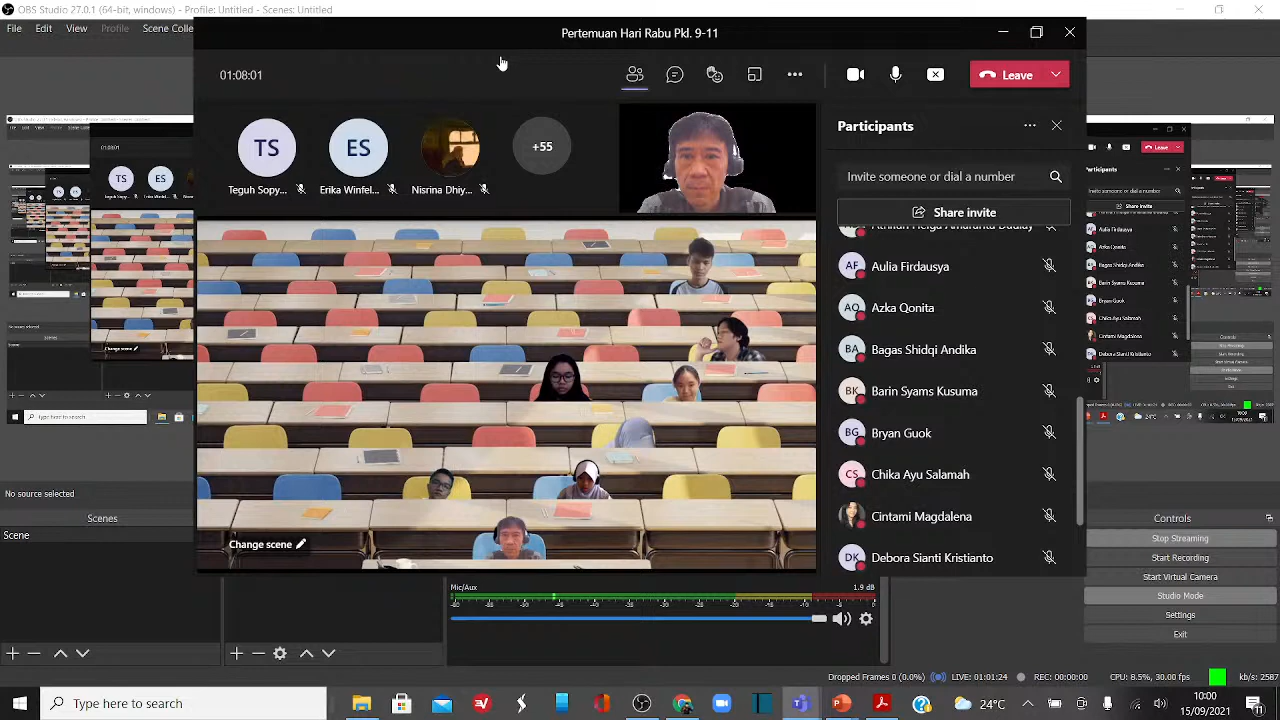 OBS Studio 27.0.1 (64-bit, windows) - Profile: Untitled - Scenes: Untitled
File Edit View Profile Scene Collection
Pertemuan Hari Rabu Pkl. 9-11
01:08:01
Leave
TS
ES
+55
Teguh Sopy...
Erika Winfel...
Nisrina Dhiy...
Participants
Invite someone or dial a number
Share invite
AF Aulia Firdausya
AQ Azka Qonita
BA Bagas Shidqi Andika
BK Barin Syams Kusuma
BG Bryan Guok
CS Chika Ayu Salamah
Cintami Magdalena
DK Debora Sianti Kristianto
Change scene
No source selected
Scenes
Scene
Mic/Aux
1.9 dB
Controls
Stop Streaming
Start Recording
Start Virtual Camera
Studio Mode
Settings
Exit
Dropped Frames 0 (0.0%)
LIVE: 01:01:24
REC: 00:00:00
CPU: 8.5%, 30.00 fps
kb/s: 2587
Type here to search
24°C
10:00
15/09/2021